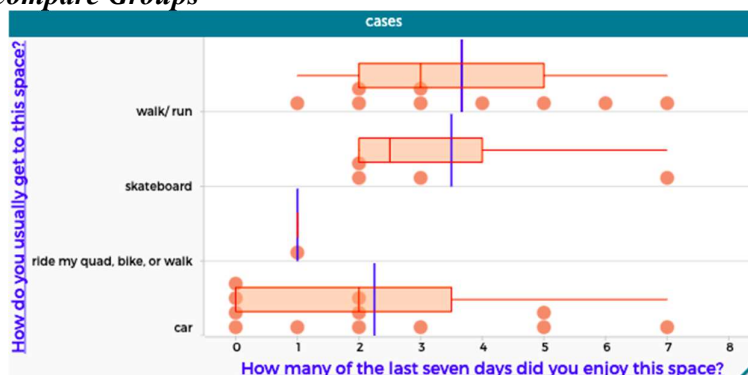 Compare Groups
cases
How do you usually get to this space?
walk/ run
skateboard
ride my quad, bike, or walk
car
0 1 2 3 4 5 6 7 8
How many of the last seven days did you enjoy this space?